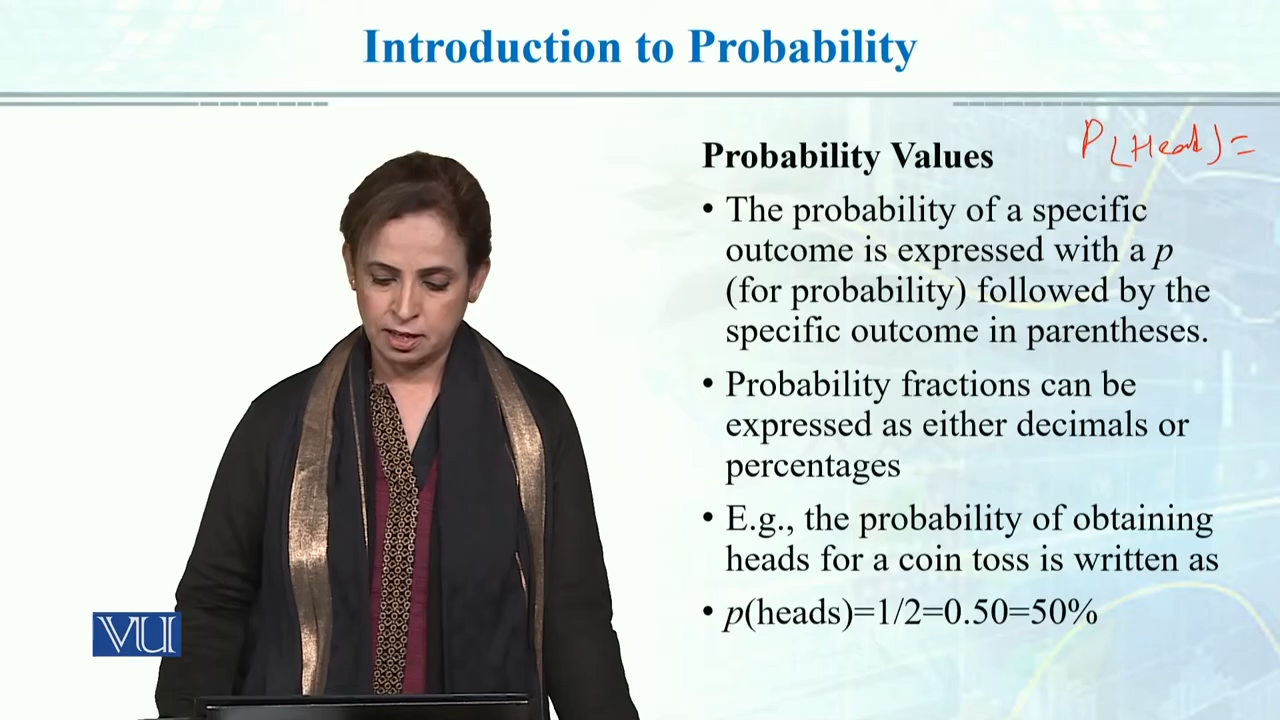 Introduction to Probability
P(Head) =
Probability Values
• The probability of a specific
outcome is expressed with a p
(for probability) followed by the
specific outcome in parentheses.
• Probability fractions can be
expressed as either decimals or
percentages
• E.g., the probability of obtaining
heads for a coin toss is written as
• p(heads)=1/2=0.50=50%
VU